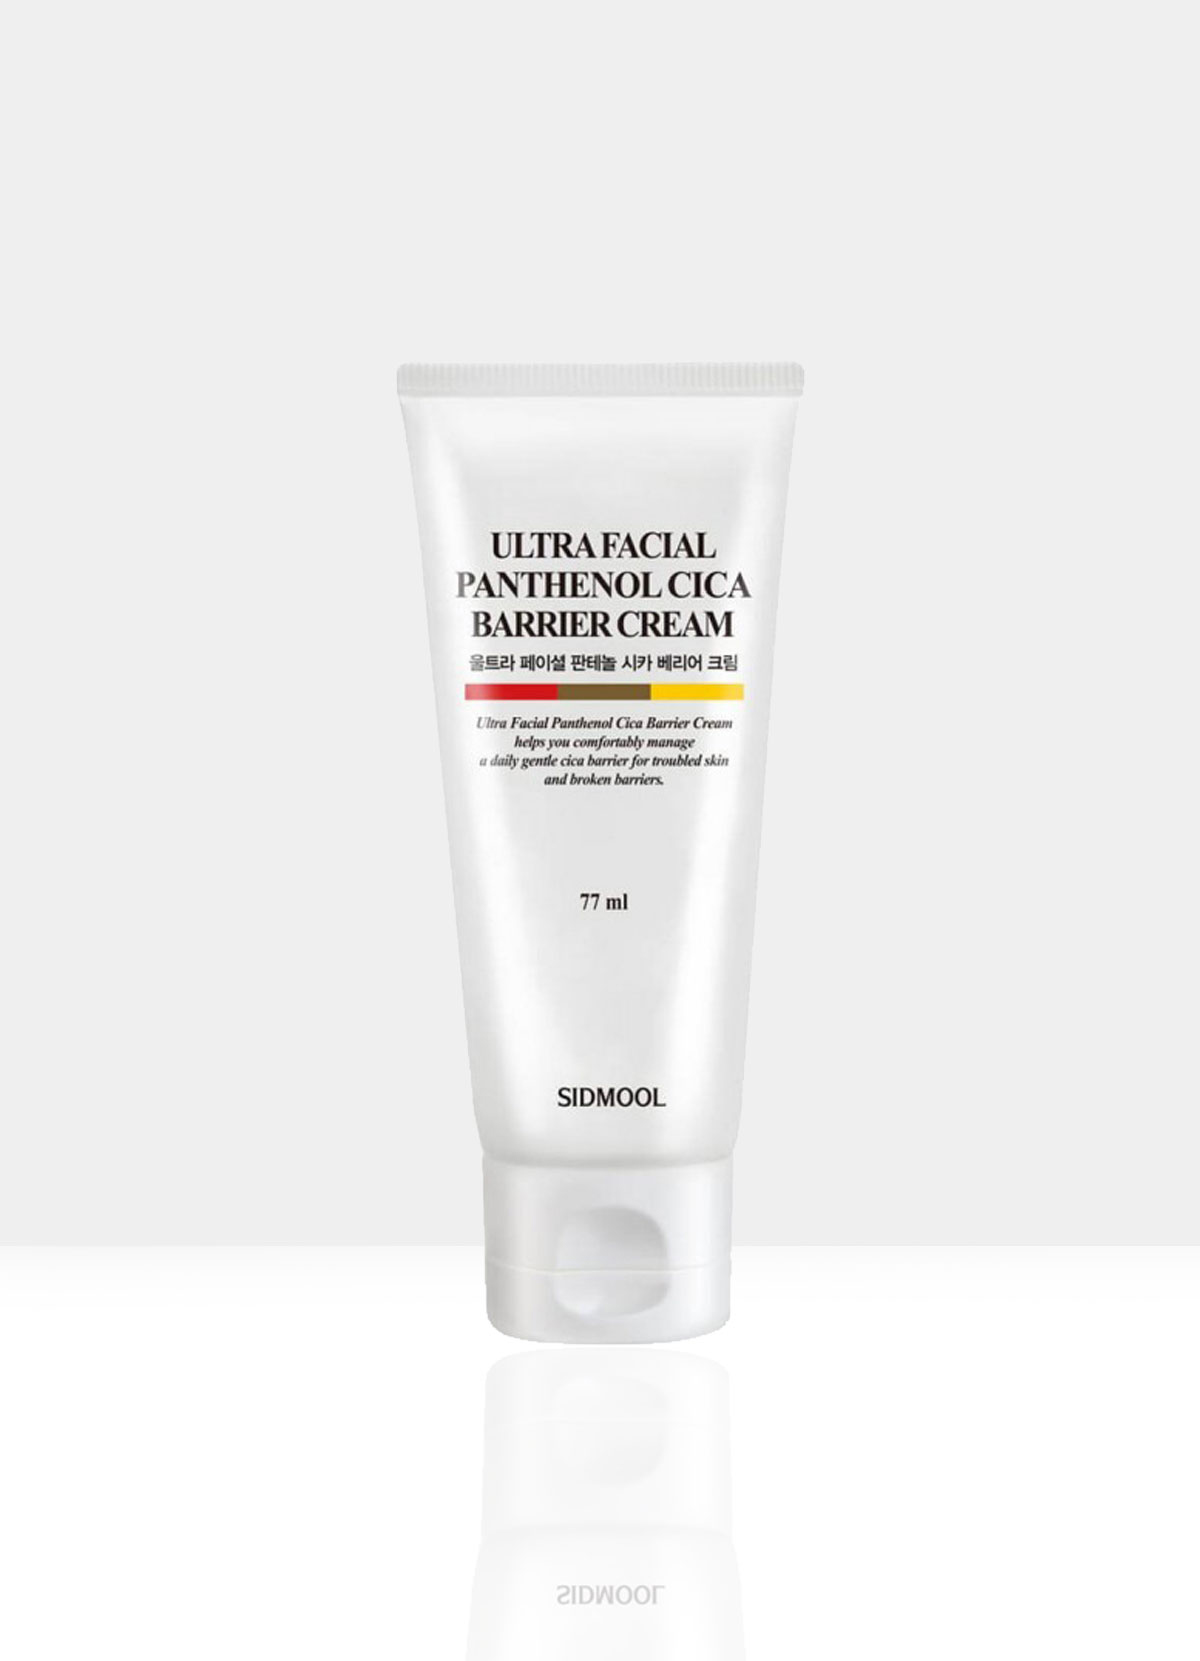 ULTRA FACIAL
PANTHENOL CICA
BARRIER CREAM
울트라 페이셜 판테놀 시카 베리어 크림
Ultra Facial Panthenol Cica Barrier Cream
helps you comfortably manage
a daily gentle cica barrier for troubled skin
and broken barriers.
77 ml
SIDMOOL
SIDMOOL